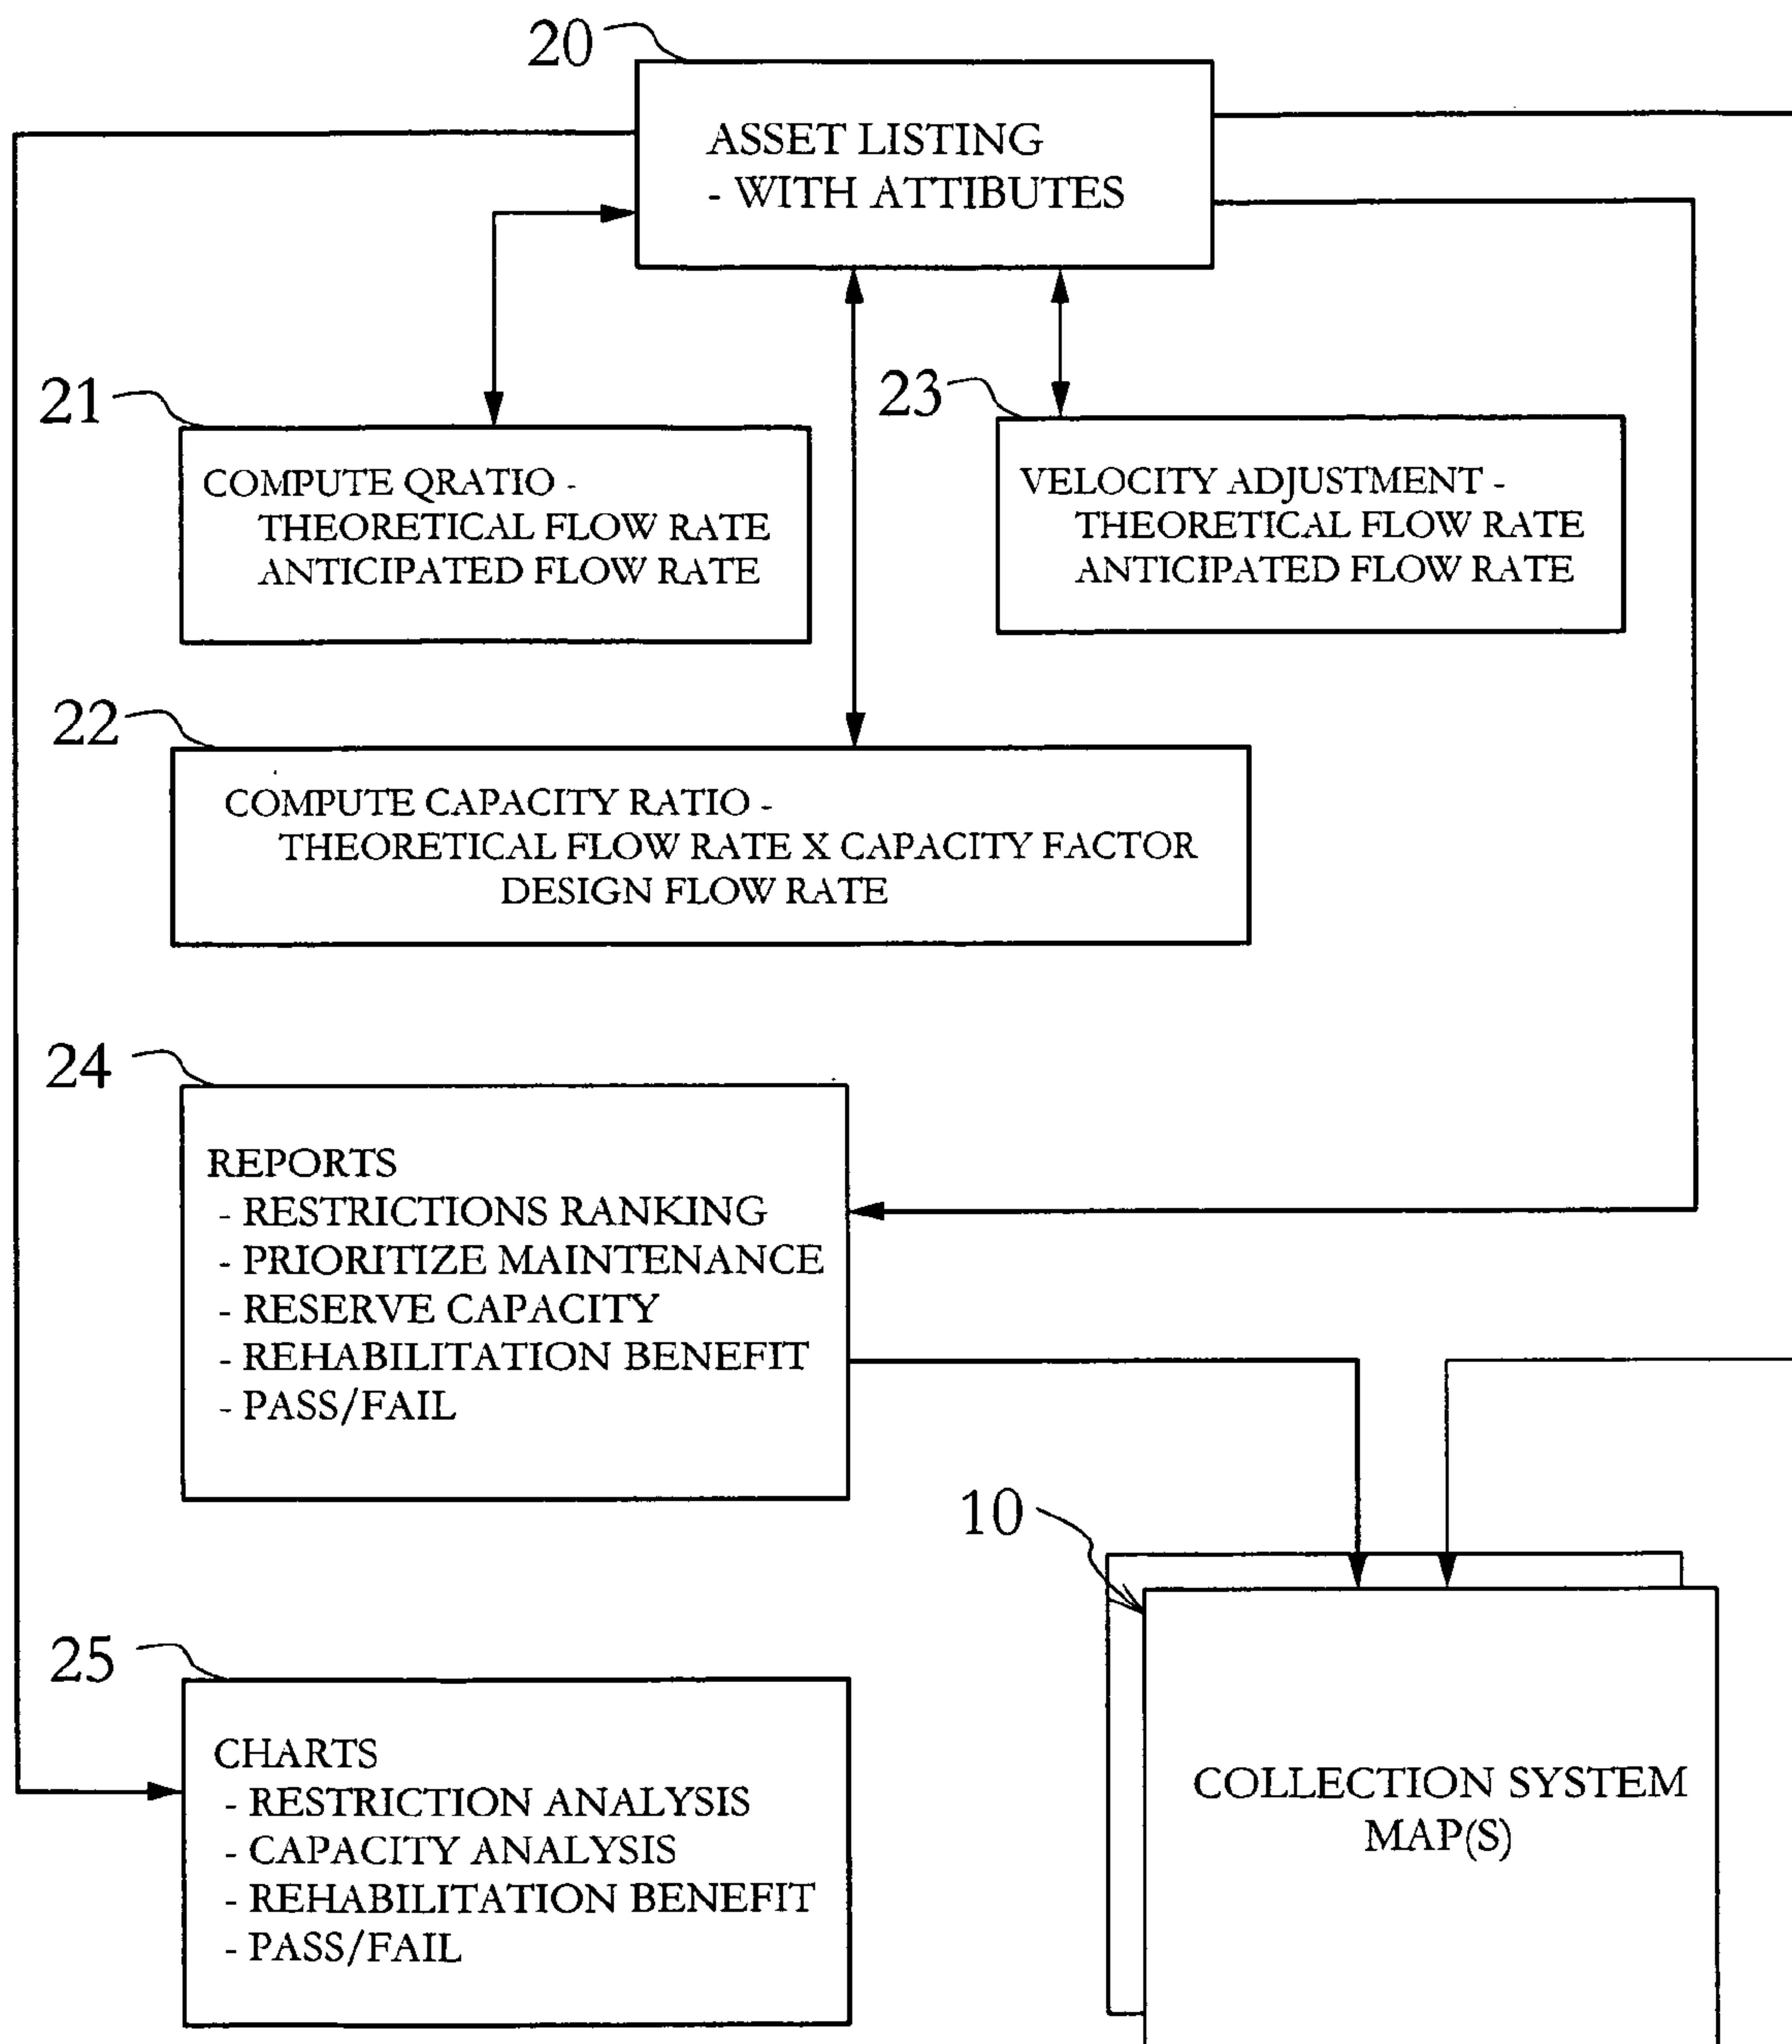 20
ASSET LISTING
- WITH ATTIBUTES
21
COMPUTE QRATIO -
THEORETICAL FLOW RATE
ANTICIPATED FLOW RATE
23
VELOCITY ADJUSTMENT -
THEORETICAL FLOW RATE
ANTICIPATED FLOW RATE
22
COMPUTE CAPACITY RATIO -
THEORETICAL FLOW RATE X CAPACITY FACTOR
DESIGN FLOW RATE
24
REPORTS
- RESTRICTIONS RANKING
- PRIORITIZE MAINTENANCE
- RESERVE CAPACITY
- REHABILITATION BENEFIT
- PASS/FAIL
10
COLLECTION SYSTEM
MAP(S)
25
CHARTS
- RESTRICTION ANALYSIS
- CAPACITY ANALYSIS
- REHABILITATION BENEFIT
- PASS/FAIL